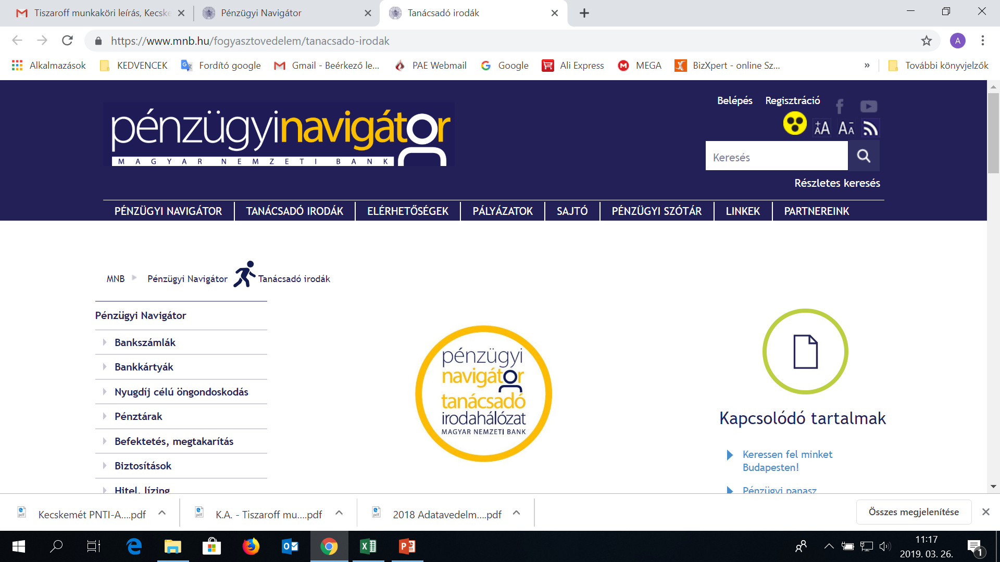 Tiszaroff munkaköri leírás, Kecske
Pénzügyi Navigátor
Tanácsadó irodák
A
https://www.mnb.hu/fogyasztovedelem/tanacsado-irodak
Alkalmazások
KEDVENCEK
Fordító google
Gmail - Beérkező le...
PAE Webmail
Google
Ali Express
MEGA
BizXpert - online Sz...
»
További könyvjelzők
pénzügyinavigátor
MAGYAR NEMZETI BANK
Belépés
Regisztráció
Keresés
Részletes keresés
PÉNZÜGYI NAVIGÁTOR
TANÁCSADÓ IRODÁK
ELÉRHETŐSÉGEK
PÁLYÁZATOK
SAJTÓ
PÉNZÜGYI SZÓTÁR
LINKEK
PARTNEREINK
MNB
Pénzügyi Navigátor
Tanácsadó irodák
Pénzügyi Navigátor
Bankszámlák
Bankkártyák
Nyugdíj célú öngondoskodás
Pénztárak
Befektetés, megtakarítás
Biztosítások
Hitel, lízing
pénzügyi
navigátor
tanácsadó
irodahálózat
MAGYAR NEMZETI BANK
Kapcsolódó tartalmak
Keressen fel minket
Budapesten!
Pénzügyi panasz
Kecskemét PNTI-A....pdf
K.A. - Tiszaroff mu....pdf
2018 Adatavedelm....pdf
Összes megjelenítése
11:17
2019. 03. 26.
1